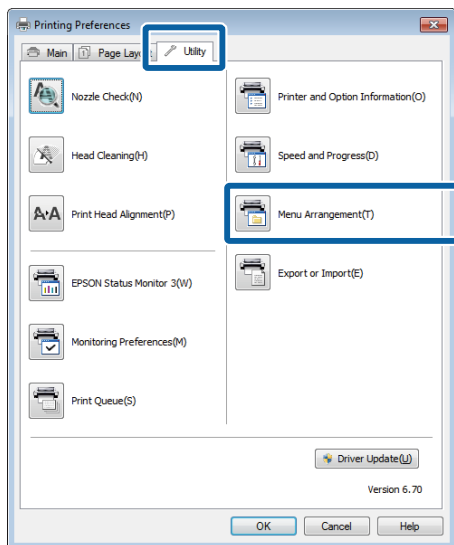 Printing Preferences
Main
Page Layo
Utility
Nozzle Check(N)
Printer and Option Information(O)
Head Cleaning(H)
Speed and Progress(D)
A·A
Print Head Alignment(P)
Menu Arrangement(T)
EPSON Status Monitor 3(W)
Export or Import(E)
Monitoring Preferences(M)
Print Queue(S)
Driver Update(U)
Version 6.70
OK
Cancel
Help